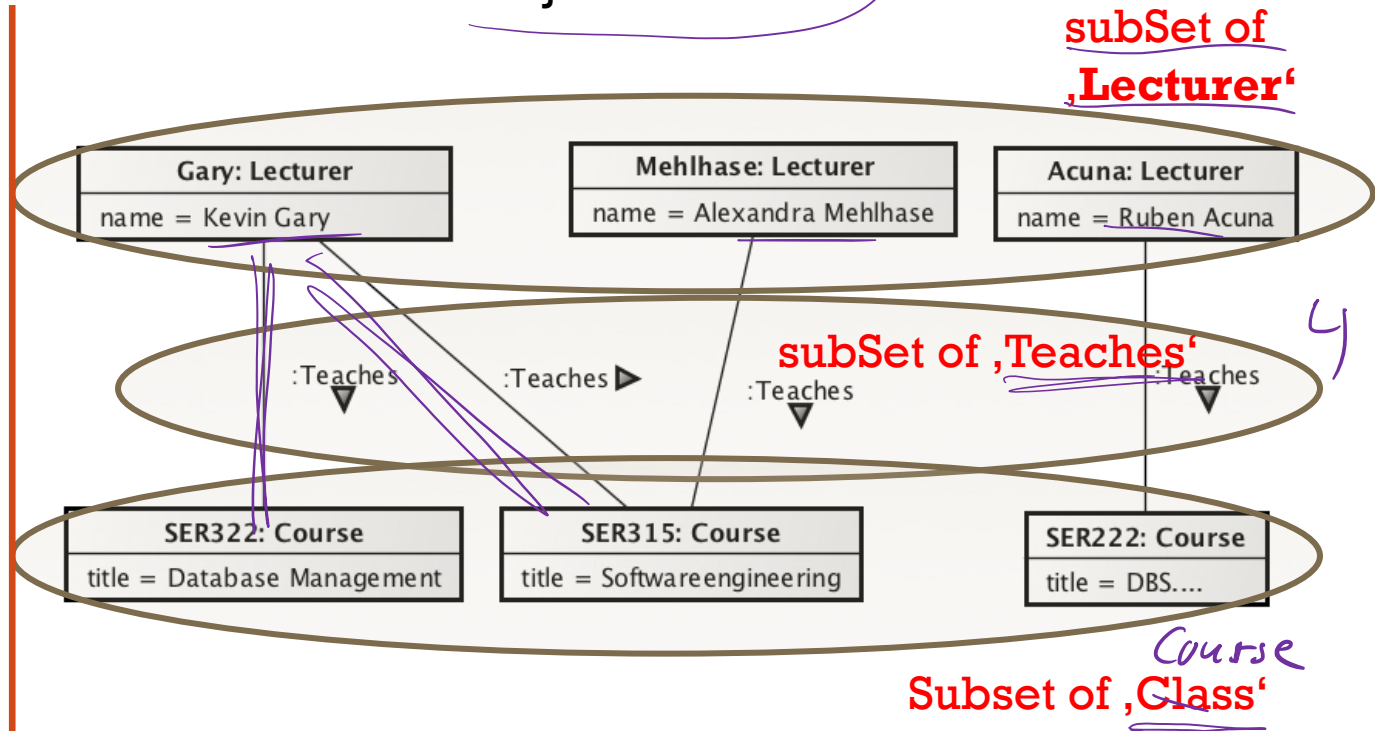 subSet of
‚Lecturer‘
Gary: Lecturer
name = Kevin Gary
Mehlhase: Lecturer
name = Alexandra Mehlhase
Acuna: Lecturer
name = Ruben Acuna
4
subSet of ‚Teaches‘
:Teaches
:Teaches
:Teaches
:Teaches
SER322: Course
title = Database Management
SER315: Course
title = Softwareengineering
SER222: Course
title = DBS....
Course
Subset of ‚Class‘